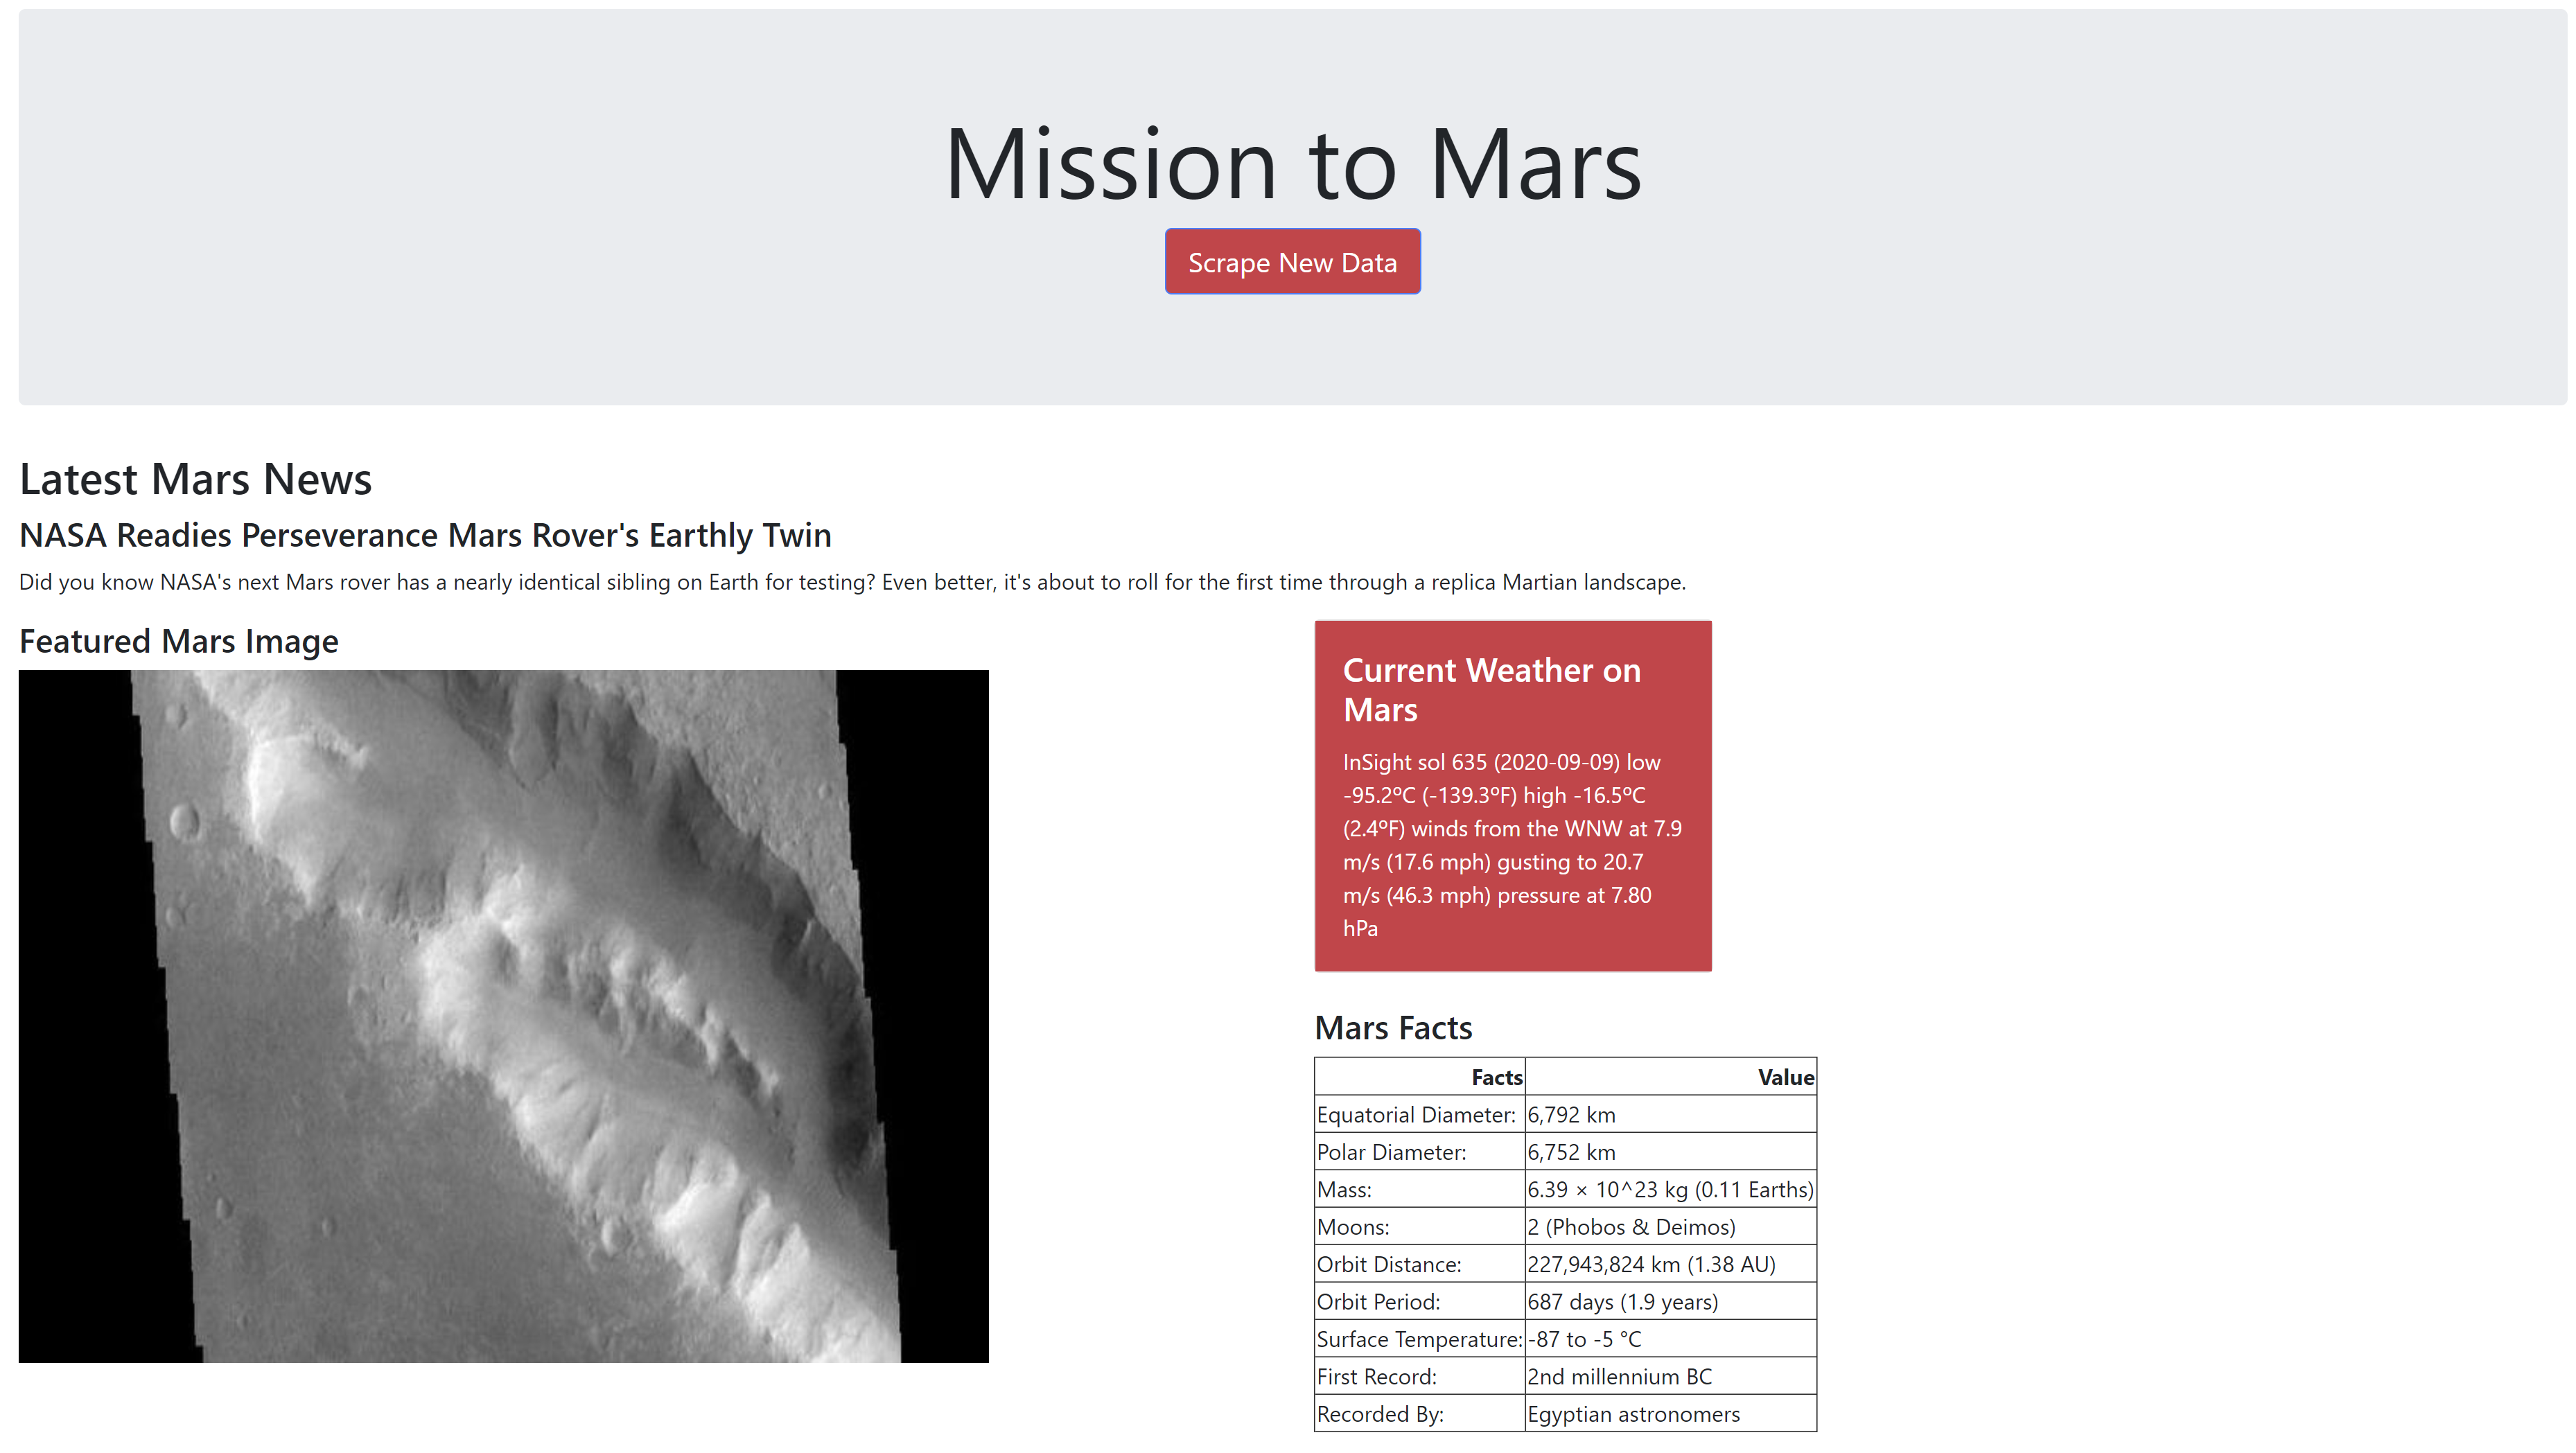 Mission to Mars
Scrape New Data
Latest Mars News
NASA Readies Perseverance Mars Rover's Earthly Twin
Did you know NASA's next Mars rover has a nearly identical sibling on Earth for testing? Even better, it's about to roll for the first time through a replica Martian landscape.
Featured Mars Image
Current Weather on
Mars
InSight sol 635 (2020-09-09) low
-95.2ºC (-139.3ºF) high -16.5ºC
(2.4ºF) winds from the WNW at 7.9
m/s (17.6 mph) gusting to 20.7
m/s (46.3 mph) pressure at 7.80
hPa
Mars Facts
Facts Value
Equatorial Diameter: 6,792 km
Polar Diameter: 6,752 km
Mass: 6.39 × 10^23 kg (0.11 Earths)
Moons: 2 (Phobos & Deimos)
Orbit Distance: 227,943,824 km (1.38 AU)
Orbit Period: 687 days (1.9 years)
Surface Temperature: -87 to -5 °C
First Record: 2nd millennium BC
Recorded By: Egyptian astronomers